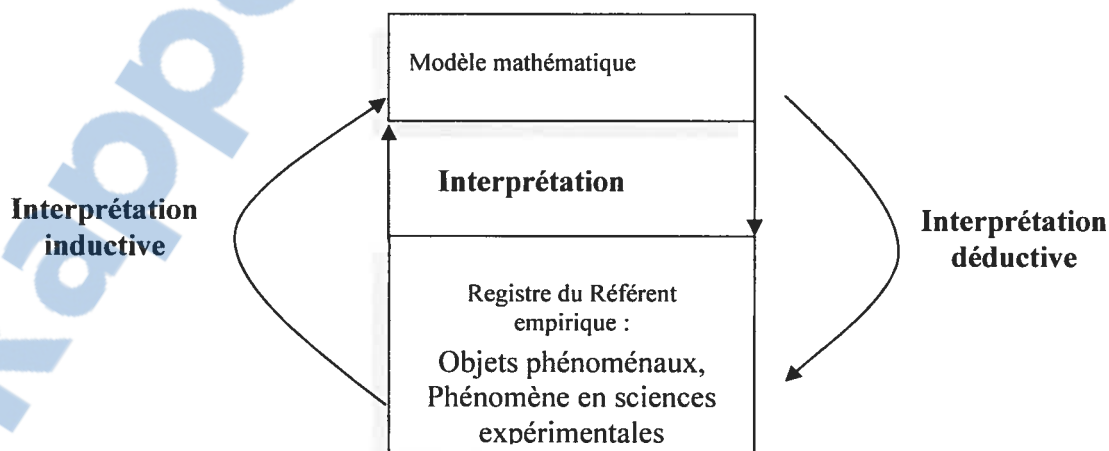 Modèle mathématique
Interprétation
Interprétation
inductive
Interprétation
déductive
Registre du Référent
empirique :
Objets phénoménaux,
Phénomène en sciences
expérimentales